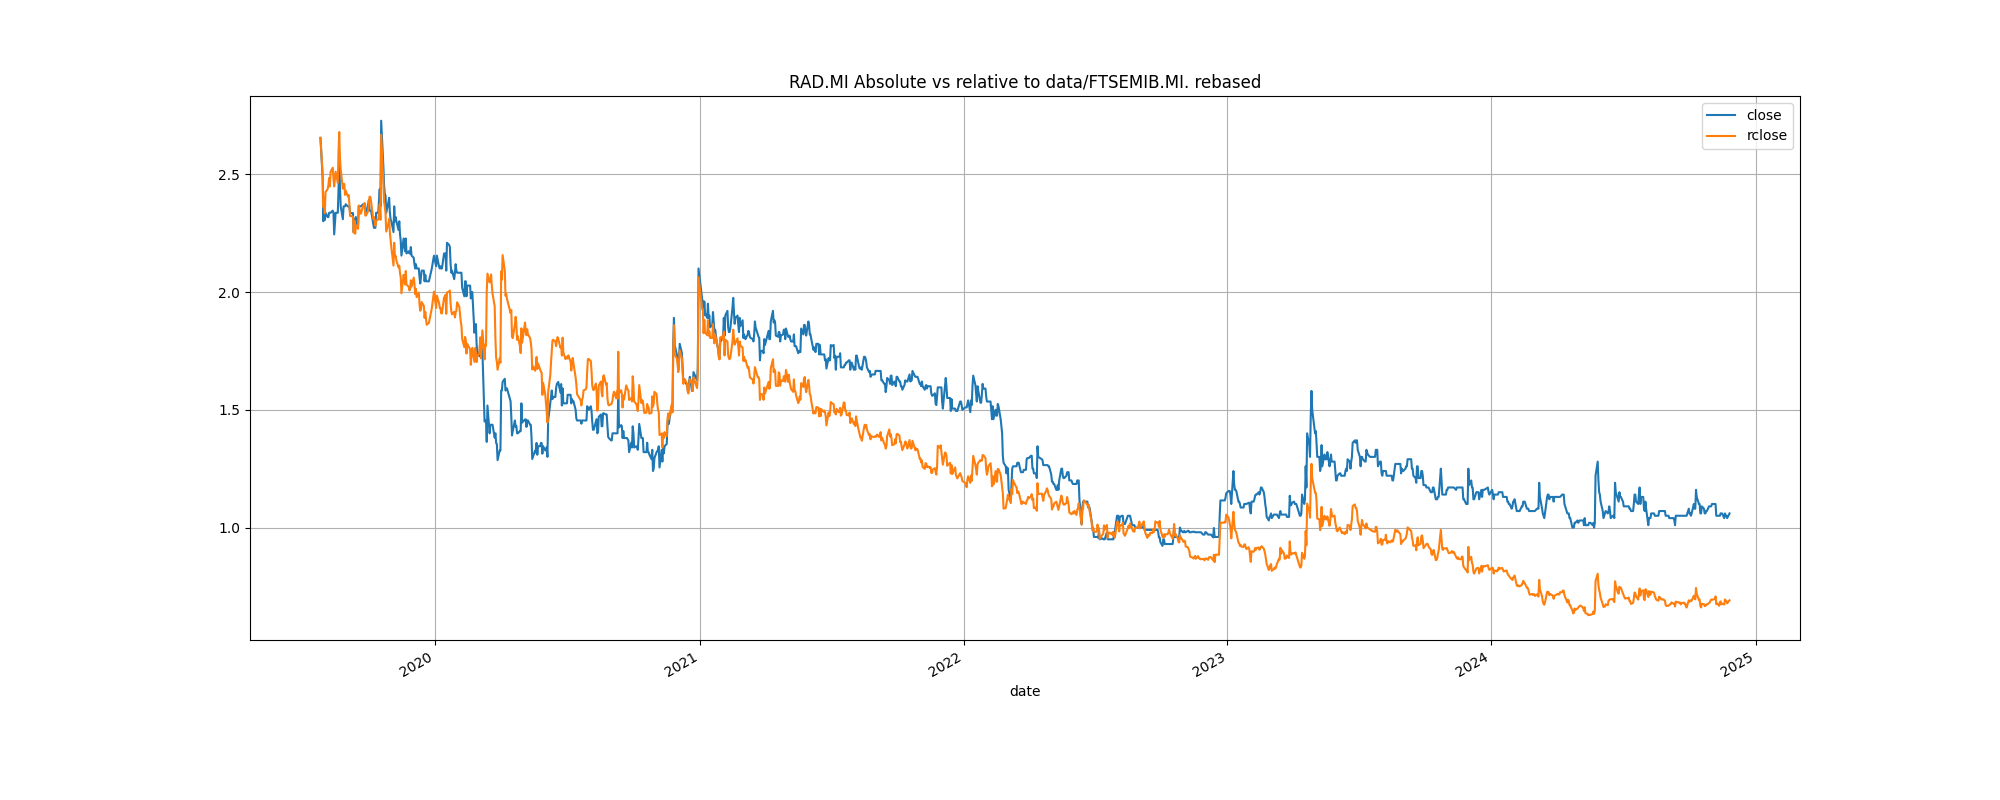 RAD.MI Absolute vs relative to data/FTSEMIB.MI. rebased
close
rclose
2.5
2.0
1.5
1.0
2020
2021
2022
2023
2024
2025
date